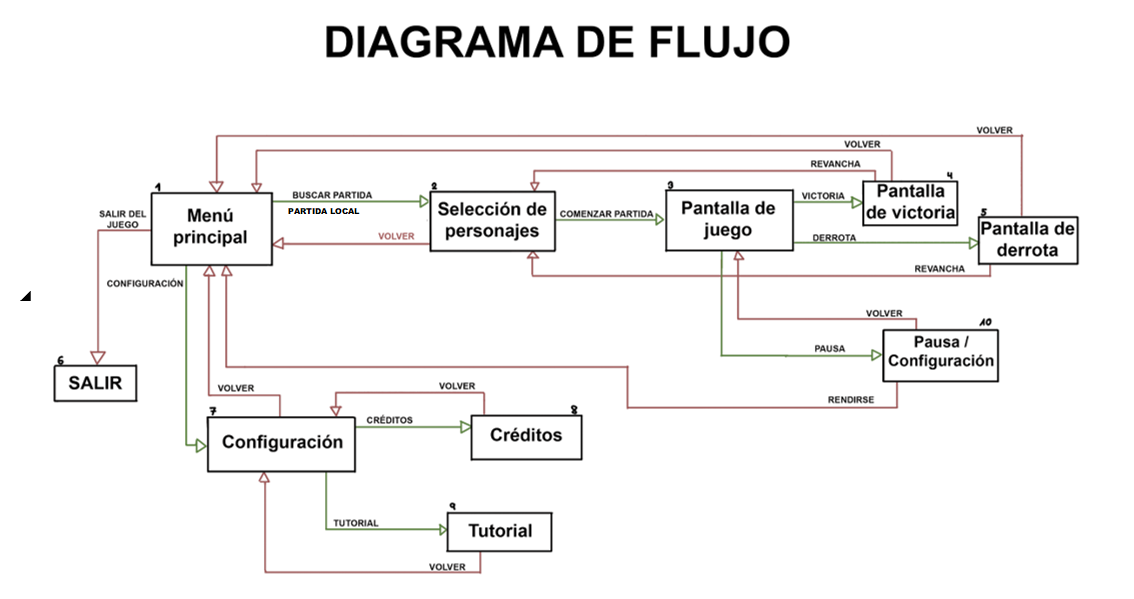 DIAGRAMA DE FLUJO
VOLVER
VOLVER
REVANCHA
1
Menú
principal
BUSCAR PARTIDA
PARTIDA LOCAL
VOLVER
2
Selección de
personajes
COMENZAR PARTIDA
3
Pantalla de
juego
VICTORIA
4
Pantalla
de victoria
DERROTA
5
Pantalla de
derrota
REVANCHA
SALIR DEL
JUEGO
CONFIGURACIÓN
VOLVER
10
Pausa /
Configuración
PAUSA
RENDIRSE
6
SALIR
VOLVER
7
Configuración
VOLVER
CRÉDITOS
8
Créditos
TUTORIAL
9
Tutorial
VOLVER